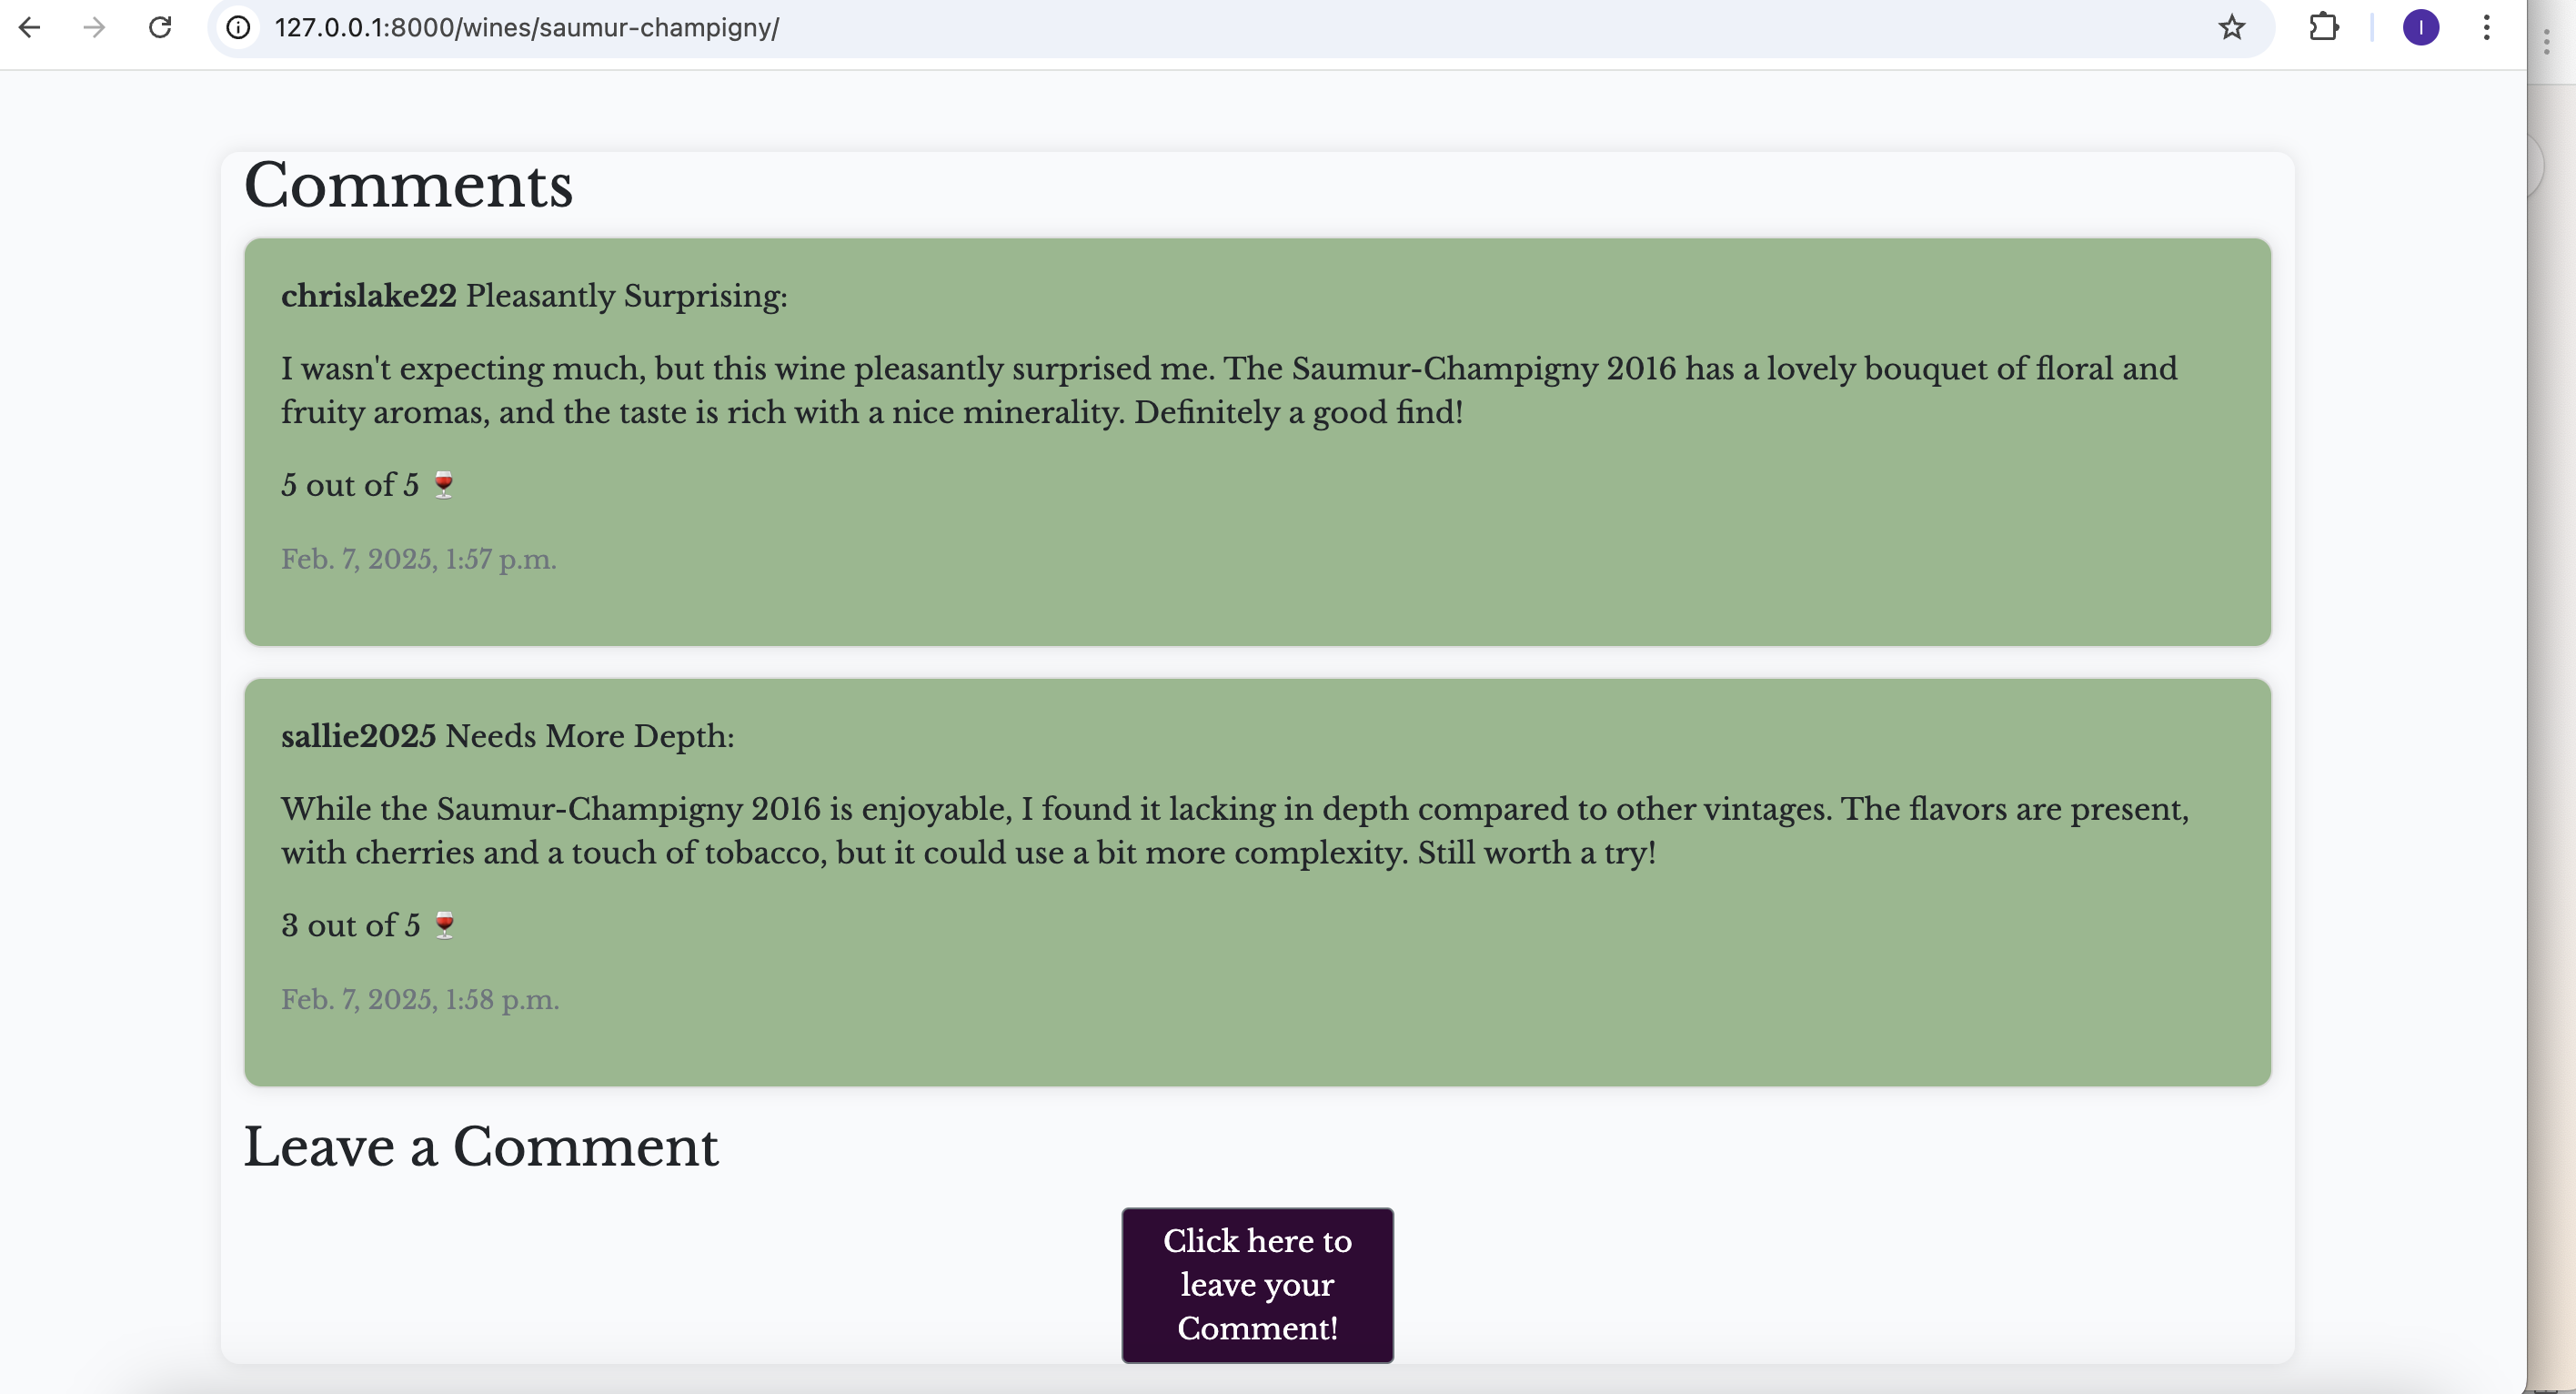 127.0.0.1:8000/wines/saumur-champigny/
I
Comments
chrislake22 Pleasantly Surprising:
I wasn't expecting much, but this wine pleasantly surprised me. The Saumur-Champigny 2016 has a lovely bouquet of floral and
fruity aromas, and the taste is rich with a nice minerality. Definitely a good find!
5 out of 5 🍷
Feb. 7, 2025, 1:57 p.m.
sallie2025 Needs More Depth:
While the Saumur-Champigny 2016 is enjoyable, I found it lacking in depth compared to other vintages. The flavors are present,
with cherries and a touch of tobacco, but it could use a bit more complexity. Still worth a try!
3 out of 5 🍷
Feb. 7, 2025, 1:58 p.m.
Leave a Comment
Click here to
leave your
Comment!